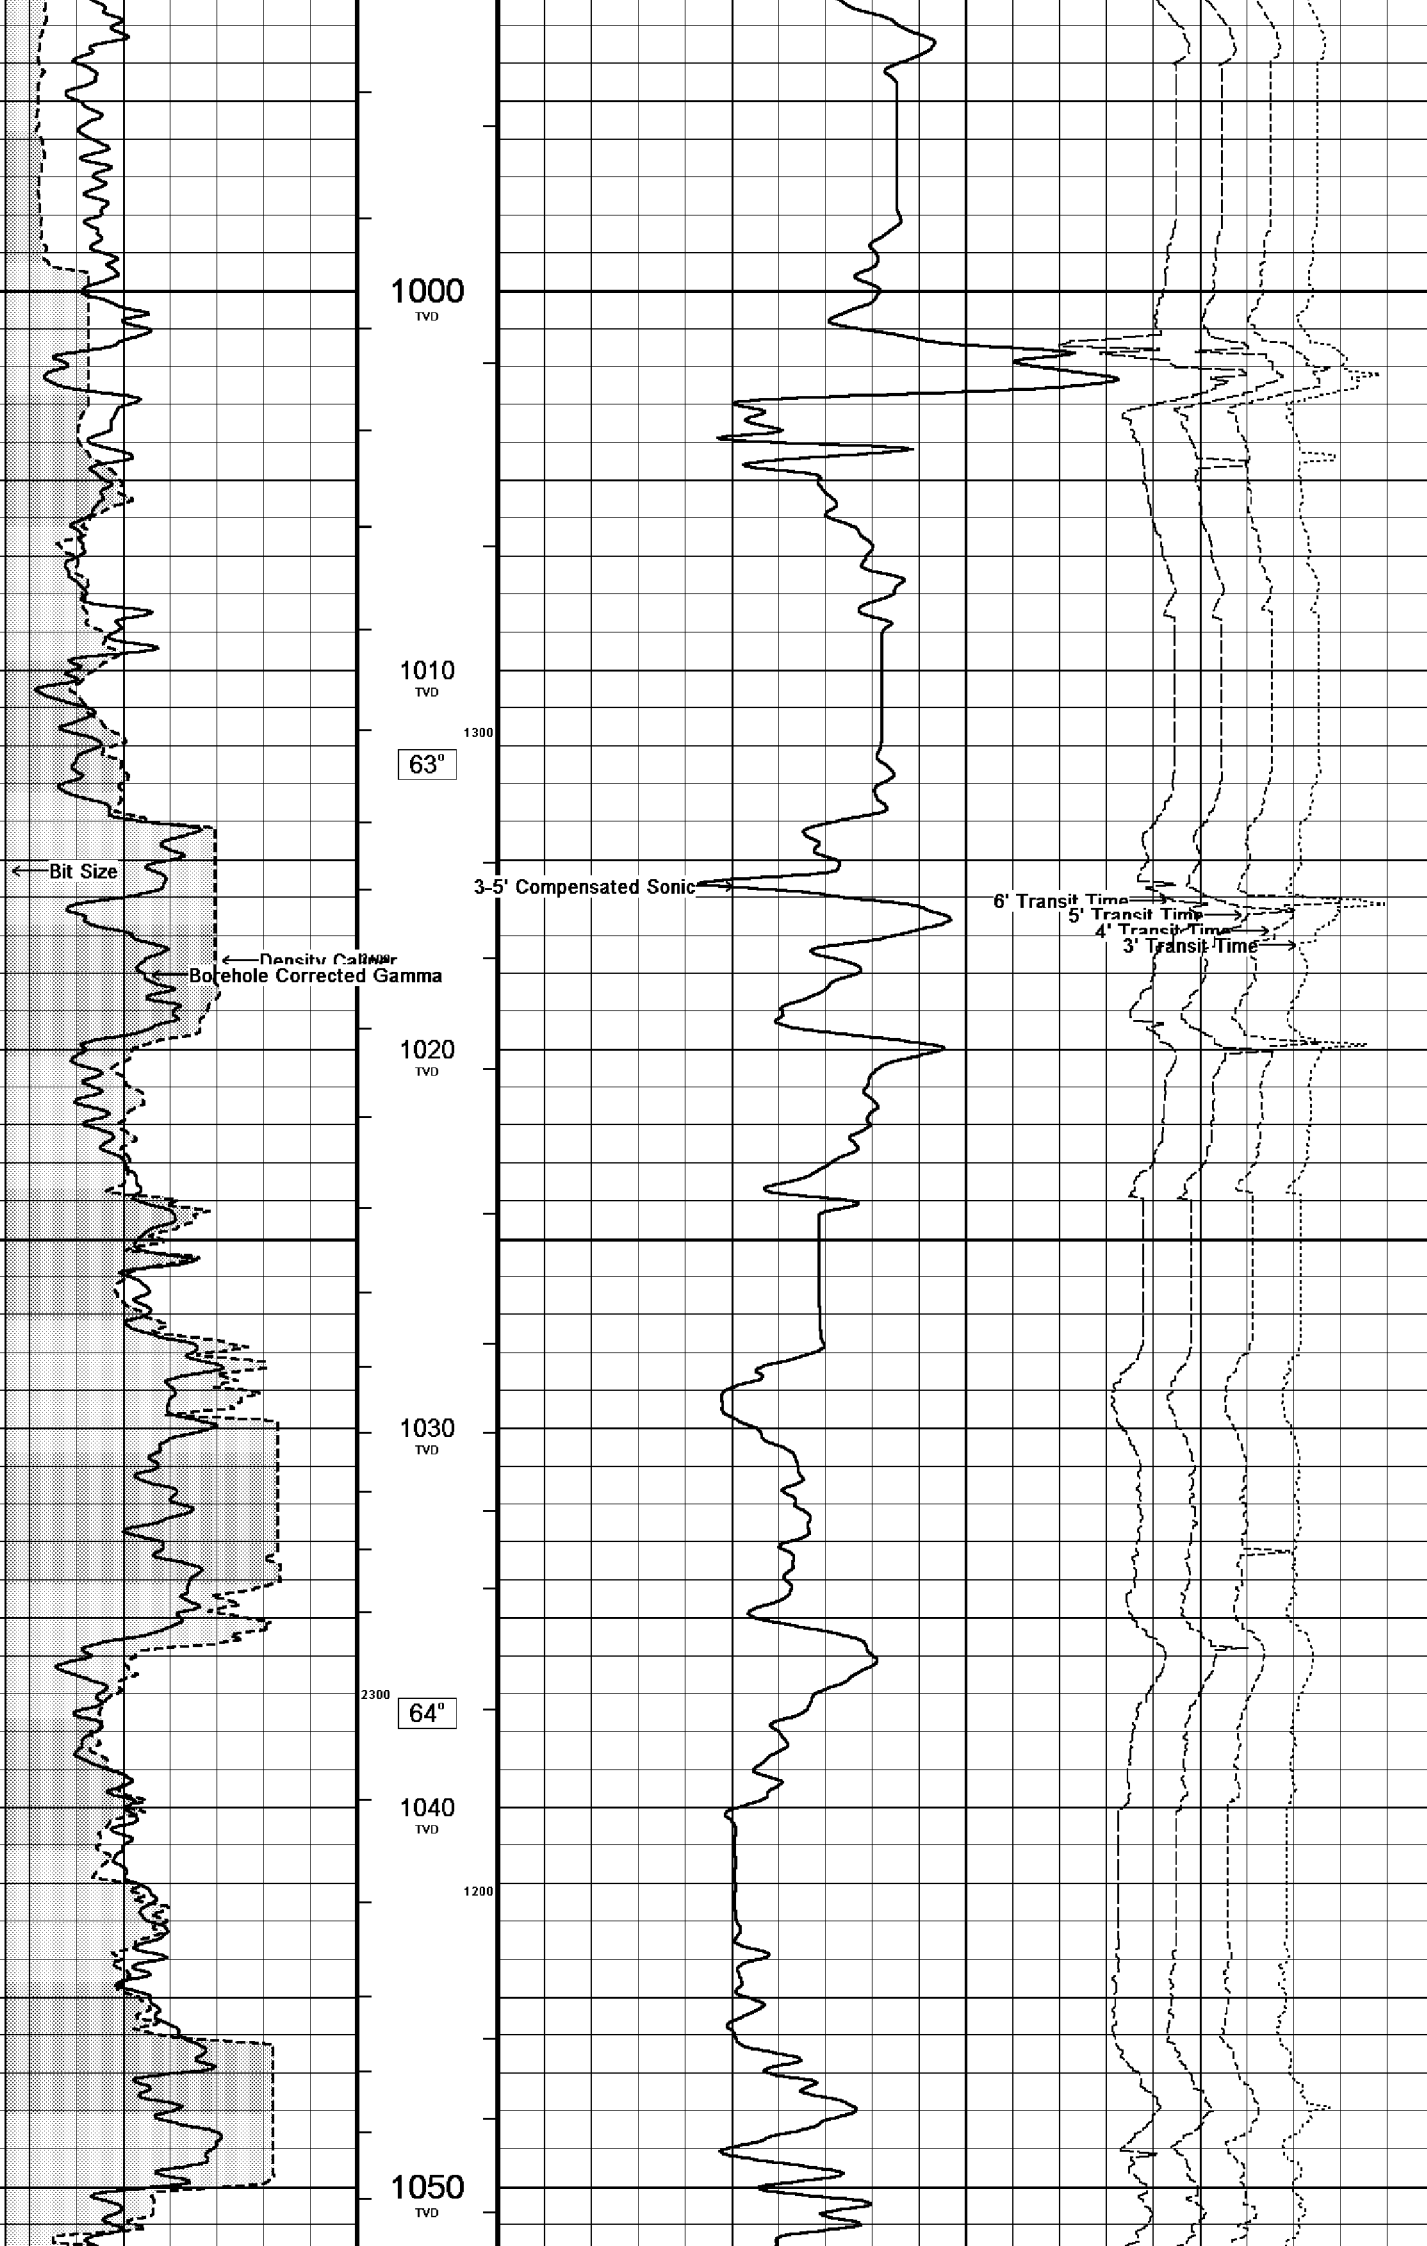 1000
TVD
1010
TVD
1300
63°
Bit Size
3-5' Compensated Sonic
6' Transit Time
5' Transit Time
4' Transit Time
3' Transit Time
Density Caliper
Borehole Corrected Gamma
1020
TVD
1030
TVD
2300
64°
1040
TVD
1200
1050
TVD